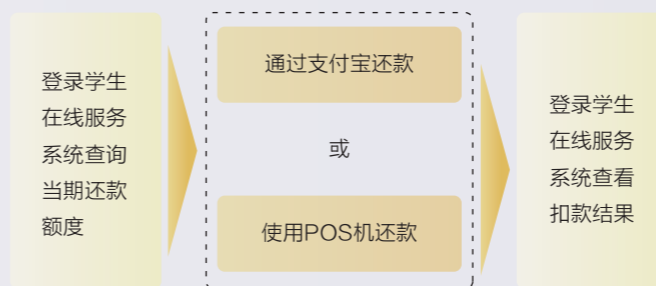 登录学生
在线服务
系统查询
当期还款
额度
通过支付宝还款
或
使用POS机还款
登录学生
在线服务
系统查看
扣款结果